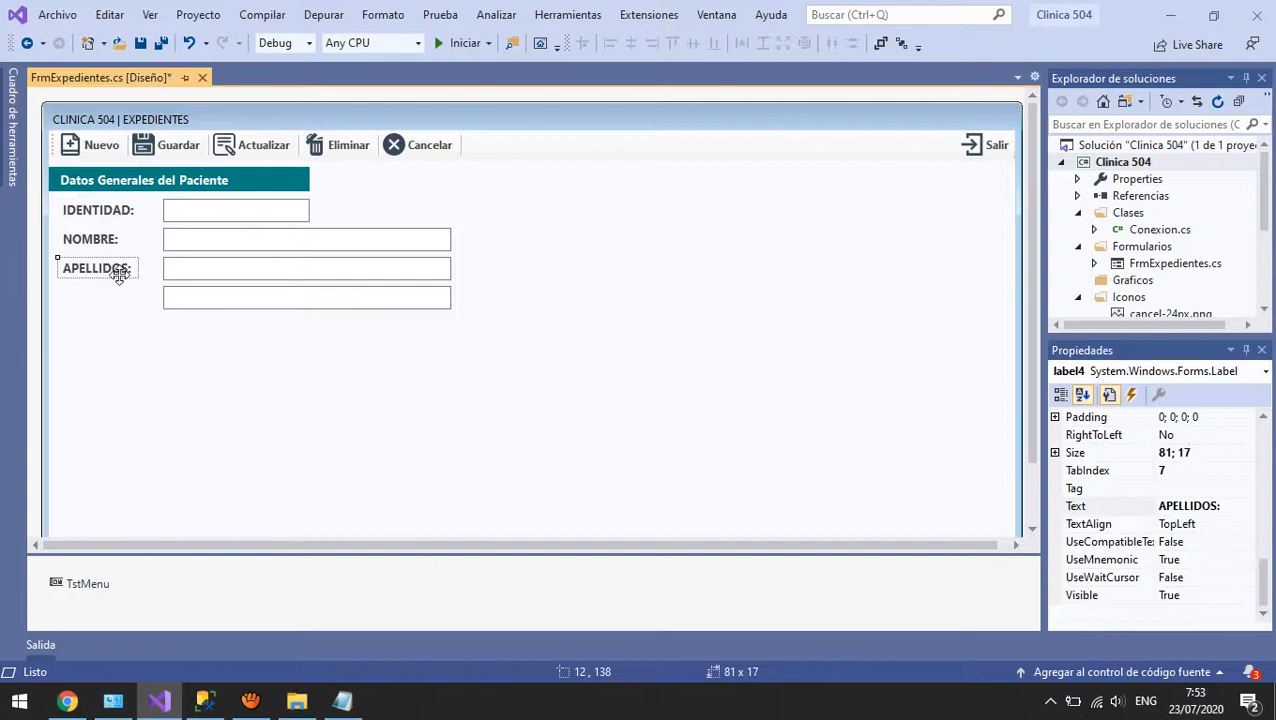 Archivo Editar Ver Proyecto Compilar Depurar Formato Prueba Analizar Herramientas Extensiones Ventana Ayuda Buscar (Ctrl+Q) Clinica 504
Debug Any CPU Iniciar Live Share
Cuadro de herramientas
FrmExpedientes.cs [Diseño]*
CLINICA 504 | EXPEDIENTES
Nuevo Guardar Actualizar Eliminar Cancelar Salir
Datos Generales del Paciente
IDENTIDAD:
NOMBRE:
APELLIDOS:
TstMenu
Salida
Explorador de soluciones
Buscar en Explorador de soluciones (C
Solución "Clinica 504" (1 de 1 proye
Clinica 504
Properties
Referencias
Clases
Conexion.cs
Formularios
FrmExpedientes.cs
Graficos
Iconos
cancel-24px.png
Propiedades
label4 System.Windows.Forms.Label
Padding 0; 0; 0; 0
RightToLeft No
Size 81; 17
TabIndex 7
Tag
Text APELLIDOS:
TextAlign TopLeft
UseCompatibleTe: False
UseMnemonic True
UseWaitCursor False
Visible True
Listo 12 , 138 81 x 17 Agregar al control de código fuente 3
ENG 7:53
23/07/2020 2